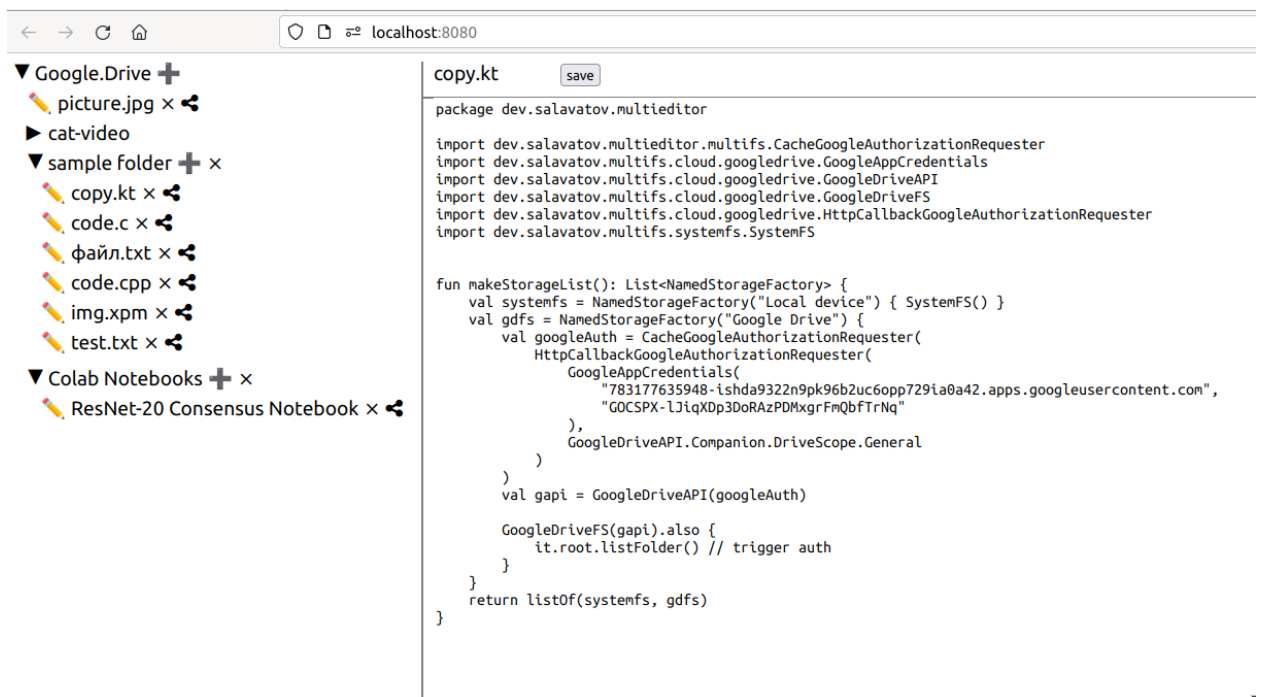 localhost:8080
Google.Drive
picture.jpg
cat-video
sample folder
copy.kt
code.c
файл.txt
code.cpp
img.xpm
test.txt
Colab Notebooks
ResNet-20 Consensus Notebook
copy.kt save
package dev.salavatov.multieditor
import dev.salavatov.multieditor.multifs.CacheGoogleAuthorizationRequester
import dev.salavatov.multifs.cloud.googledrive.GoogleAppCredentials
import dev.salavatov.multifs.cloud.googledrive.GoogleDriveAPI
import dev.salavatov.multifs.cloud.googledrive.GoogleDriveFS
import dev.salavatov.multifs.cloud.googledrive.HttpCallbackGoogleAuthorizationRequester
import dev.salavatov.multifs.systemfs.SystemFS
fun makeStorageList(): List<NamedStorageFactory> {
    val systemfs = NamedStorageFactory("Local device") { SystemFS() }
    val gdfs = NamedStorageFactory("Google Drive") {
        val googleAuth = CacheGoogleAuthorizationRequester(
            HttpCallbackGoogleAuthorizationRequester(
                GoogleAppCredentials(
                    "783177635948-ishda9322n9pk96b2uc6opp729ia0a42.apps.googleusercontent.com",
                    "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"
                ),
                GoogleDriveAPI.Companion.DriveScope.General
            )
        )
        val gapi = GoogleDriveAPI(googleAuth)
        GoogleDriveFS(gapi).also {
            it.root.listFolder() // trigger auth
        }
    }
    return listOf(systemfs, gdfs)
}